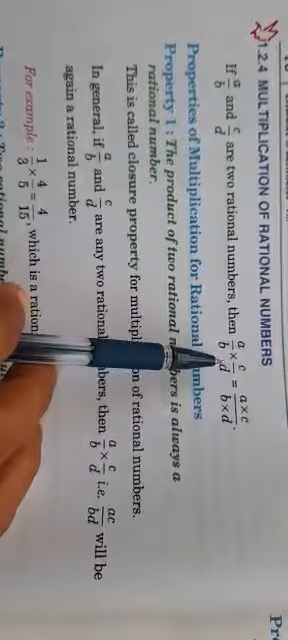 1.2.4 MULTIPLICATION OF RATIONAL NUMBERS
If a/b and c/d are two rational numbers, then a/b × c/d = a×c/b×d.
Properties of Multiplication for Rational Numbers
Property 1 : The product of two rational numbers is always a
rational number.
This is called closure property for multiplication of rational numbers.
In general, if a/b and c/d are any two rational numbers, then a/b × c/d i.e. ac/bd will be
again a rational number.
For example : 1/3 × 4/5 = 4/15, which is a ration
Pr